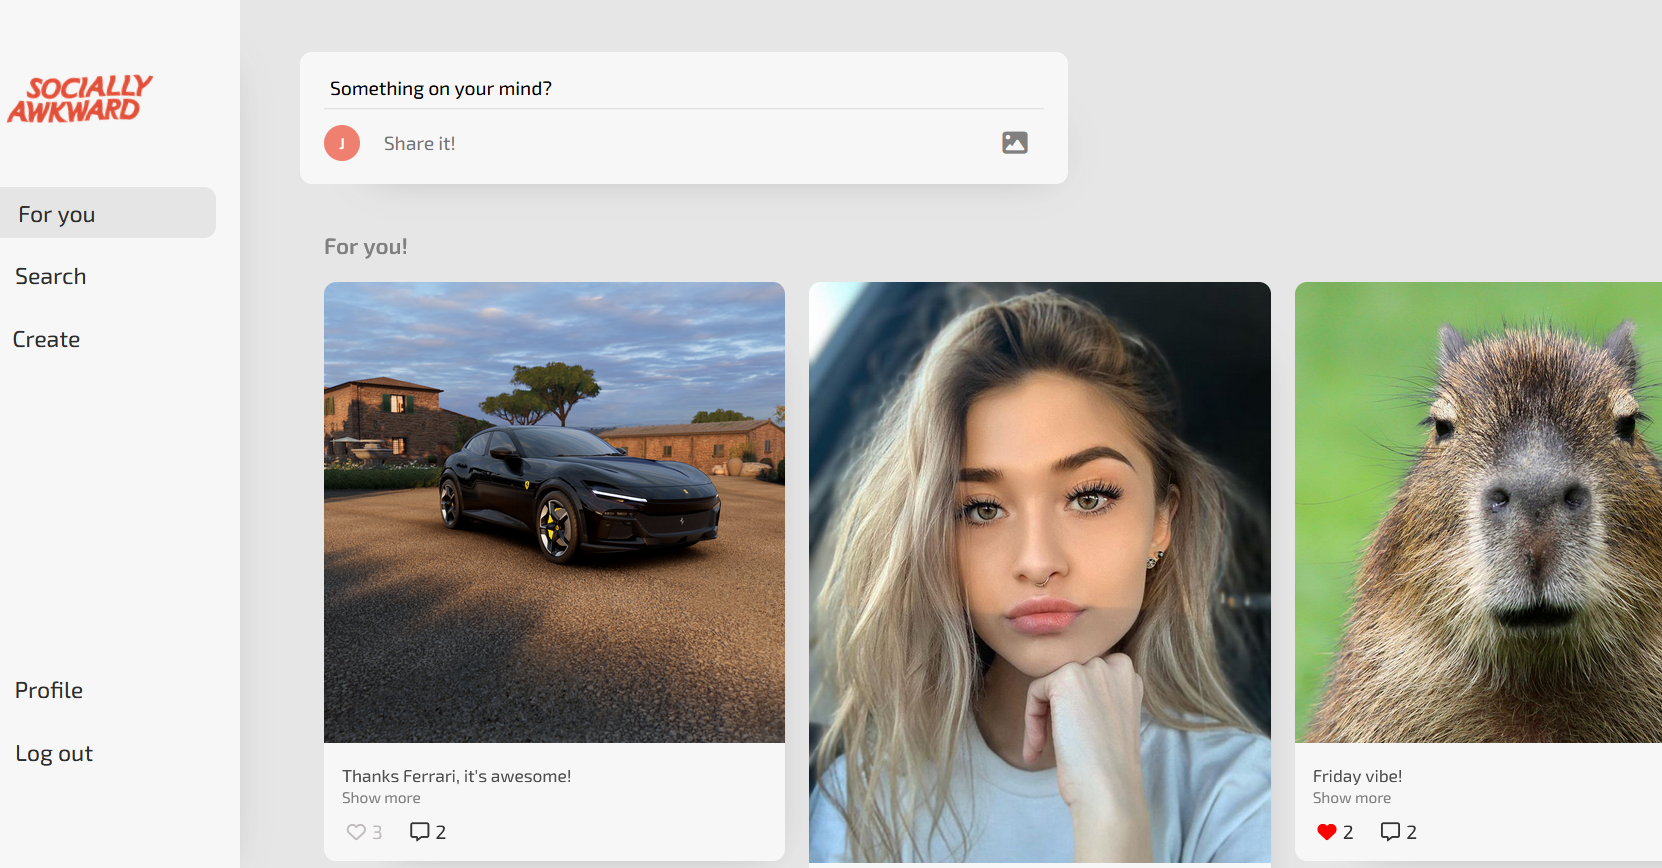 SOCIALLY
AWKWARD
For you
Search
Create
Profile
Log out
Something on your mind?
J
Share it!
For you!
Thanks Ferrari, it's awesome!
Show more
3
2
Friday vibe!
Show more
2
2